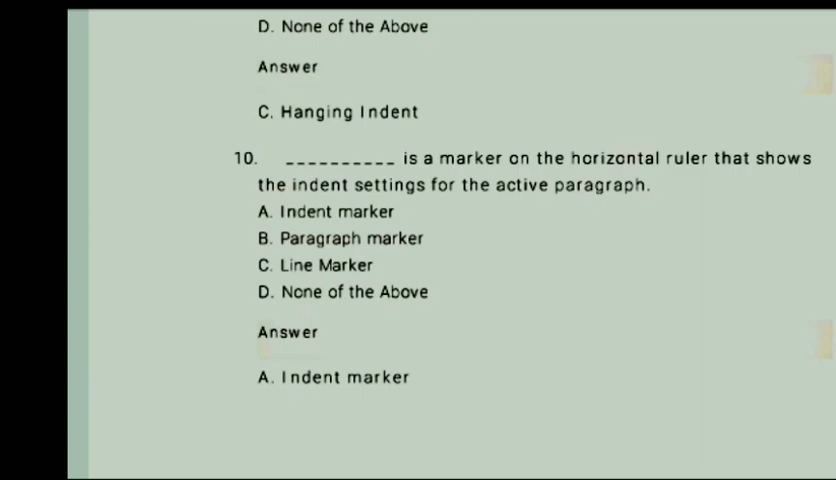 D. None of the Above
Answer
C. Hanging Indent
10. __________ is a marker on the horizontal ruler that shows
the indent settings for the active paragraph.
A. Indent marker
B. Paragraph marker
C. Line Marker
D. None of the Above
Answer
A. Indent marker